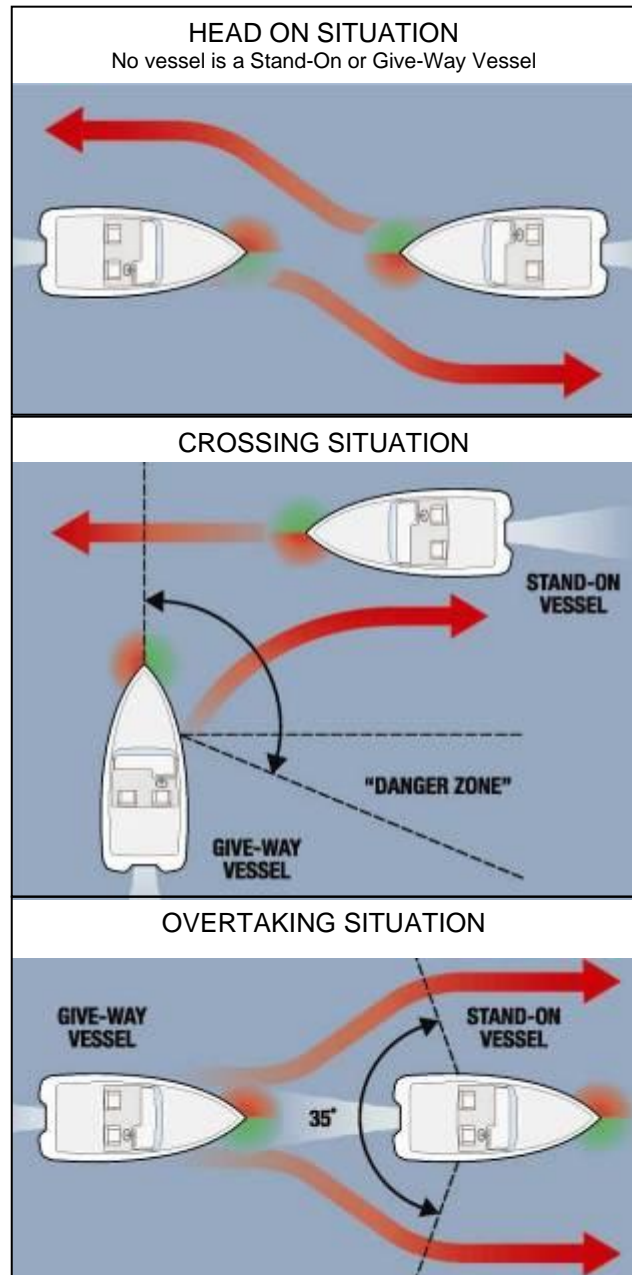 HEAD ON SITUATION
No vessel is a Stand-On or Give-Way Vessel
CROSSING SITUATION
STAND-ON
VESSEL
"DANGER ZONE"
GIVE-WAY
VESSEL
OVERTAKING SITUATION
GIVE-WAY
VESSEL
STAND-ON
VESSEL
35°